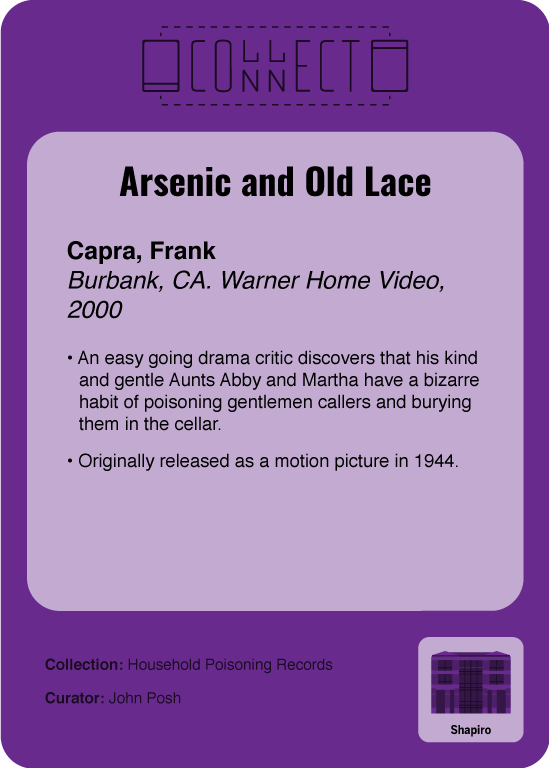 COLLECT
CONNECT
Arsenic and Old Lace
Capra, Frank
Burbank, CA. Warner Home Video,
2000
• An easy going drama critic discovers that his kind
and gentle Aunts Abby and Martha have a bizarre
habit of poisoning gentlemen callers and burying
them in the cellar.
• Originally released as a motion picture in 1944.
Collection: Household Poisoning Records
Curator: John Posh
Shapiro